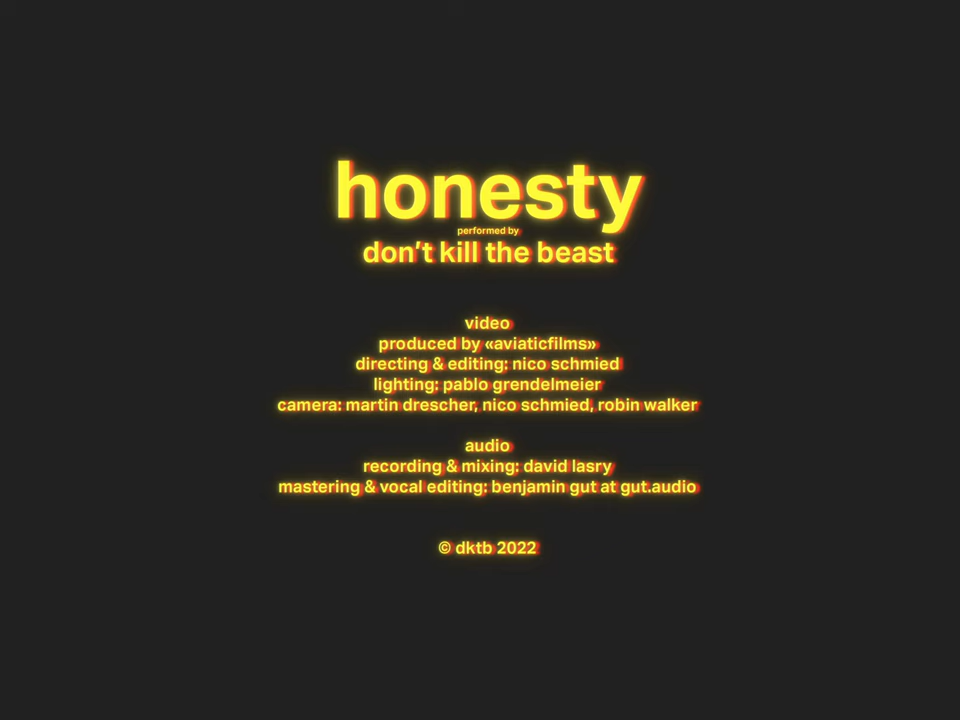 honesty
performed by
don't kill the beast
video
produced by «aviaticfilms»
directing & editing: nico schmied
lighting: pablo grendelmeier
camera: martin drescher, nico schmied, robin walker
audio
recording & mixing: david lasry
mastering & vocal editing: benjamin gut at gut.audio
© dktb 2022